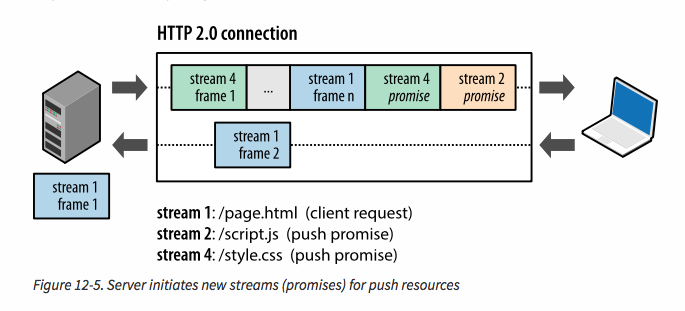 HTTP 2.0 connection
stream 4 frame 1
...
stream 1 frame n
stream 4 promise
stream 2 promise
stream 1 frame 2
stream 1 frame 1
stream 1: /page.html (client request)
stream 2: /script.js (push promise)
stream 4: /style.css (push promise)
Figure 12-5. Server initiates new streams (promises) for push resources